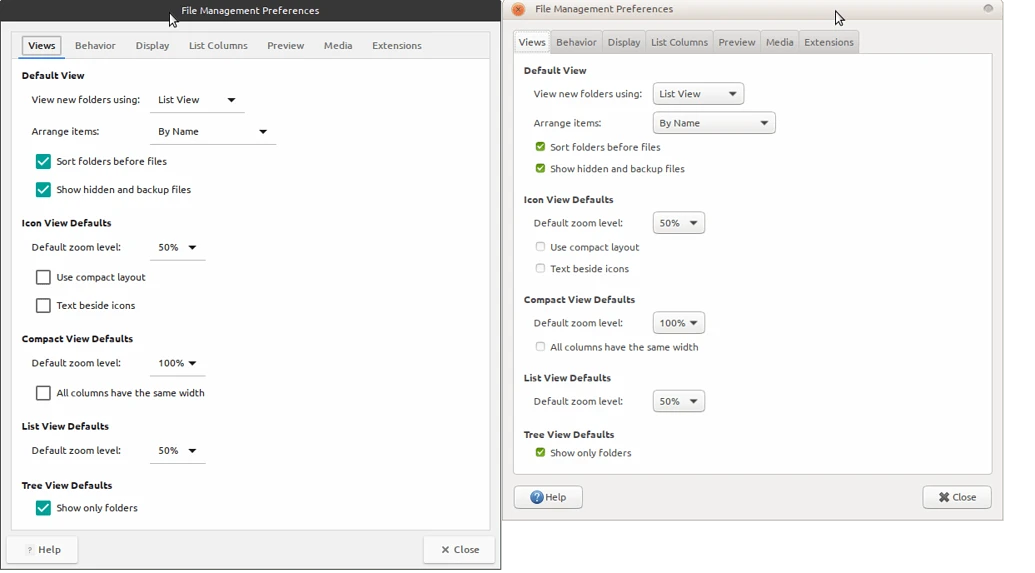 File Management Preferences
Views Behavior Display List Columns Preview Media Extensions
Default View
View new folders using: List View
Arrange items: By Name
Sort folders before files
Show hidden and backup files
Icon View Defaults
Default zoom level: 50%
Use compact layout
Text beside icons
Compact View Defaults
Default zoom level: 100%
All columns have the same width
List View Defaults
Default zoom level: 50%
Tree View Defaults
Show only folders
? Help Close
File Management Preferences
Views Behavior Display List Columns Preview Media Extensions
Default View
View new folders using: List View
Arrange items: By Name
Sort folders before files
Show hidden and backup files
Icon View Defaults
Default zoom level: 50%
Use compact layout
Text beside icons
Compact View Defaults
Default zoom level: 100%
All columns have the same width
List View Defaults
Default zoom level: 50%
Tree View Defaults
Show only folders
? Help Close